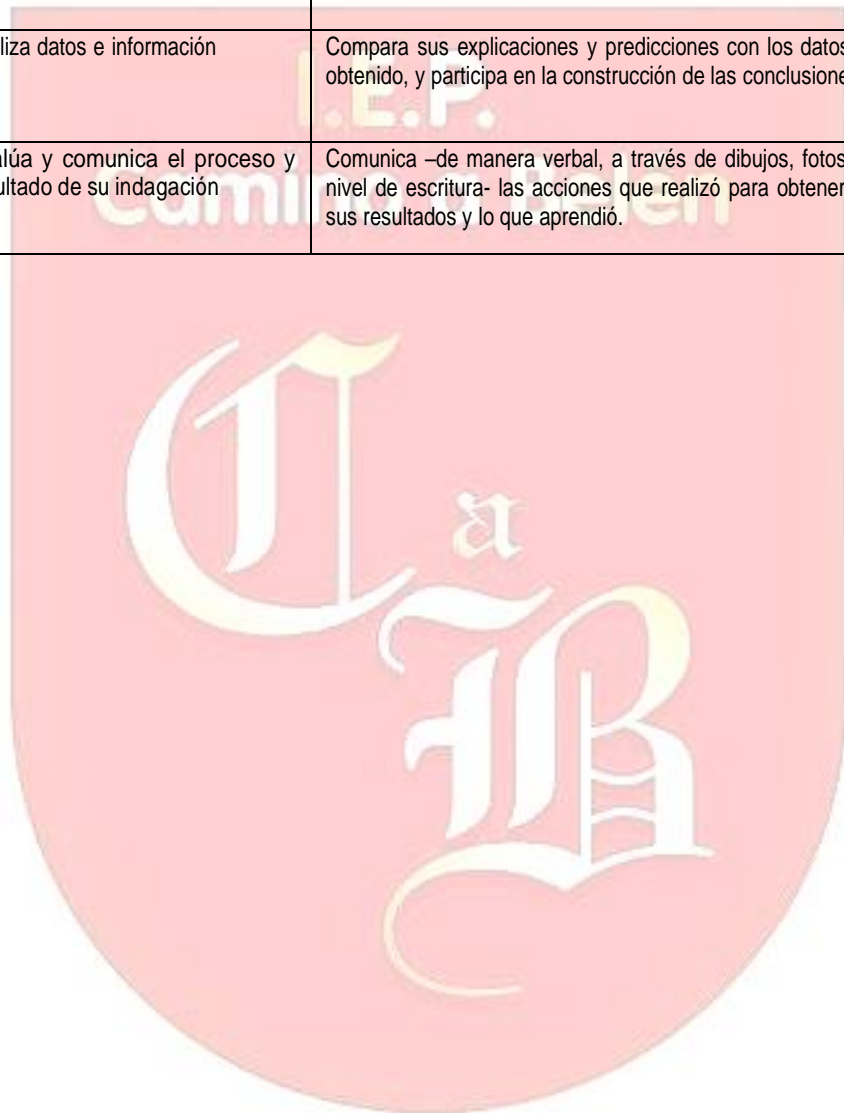 liza datos e información
Compara sus explicaciones y predicciones con los datos
obtenido, y participa en la construcción de las conclusione
I.E.P.
alúa y comunica el proceso y
ultado de su indagación
Comunica –de manera verbal, a través de dibujos, fotos
nivel de escritura- las acciones que realizó para obtener
sus resultados y lo que aprendió.
Camino a Belén
C a B